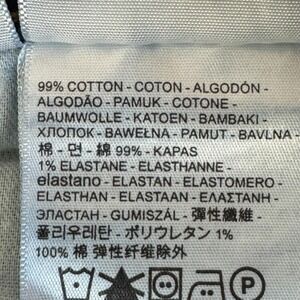 99% COTTON - COTON - ALGODÓN -
ALGODÃO - PAMUK - COTONE -
BAUMWOLLE - KATOEN - BAMBAKI -
ХЛОПОК - BAWEŁNA - PAMUT - BAVLNA
棉 - 면 - 綿 99% - KAPAS
1% ELASTANE - ELASTHANNE -
elastano - ELASTAN - ELASTOMERO -
ELASTHAN - ELASTAAN - ΕΛΑΣΤΑΝΗ -
ЭЛАСТАН - GUMISZÁL - 彈性纖維 -
폴리우레탄 - ポリウレタン 1%
100% 棉 弹性纤维除外